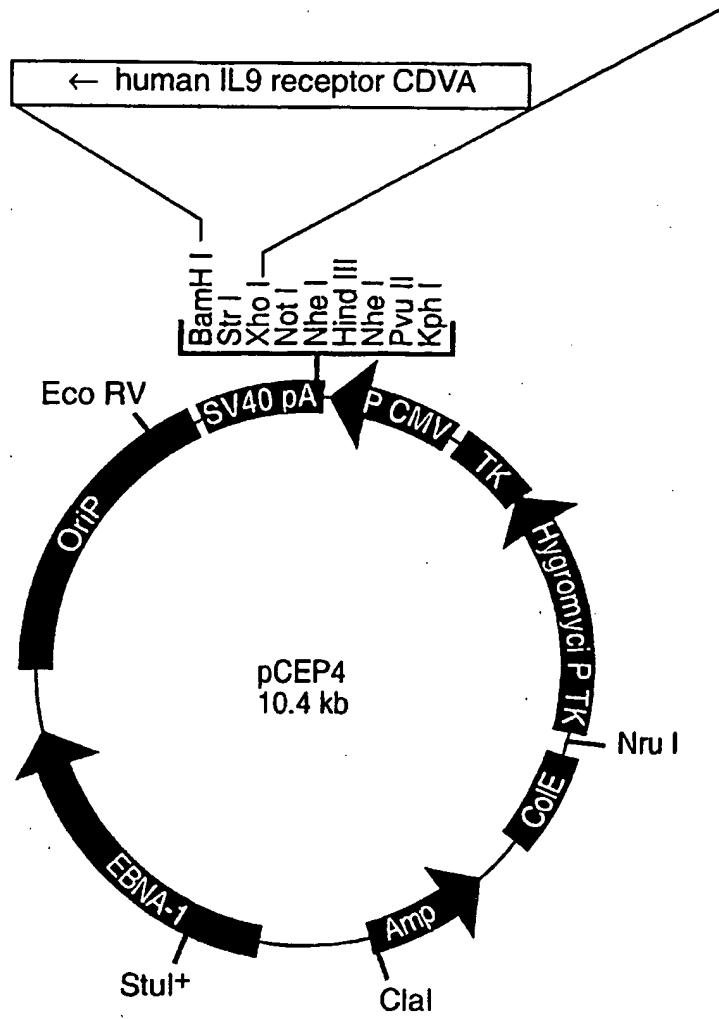 ← human IL9 receptor CDVA
BamH I
Str I
Xho I
Not I
Nhe I
Hind III
Nhe I
Pvu II
Kph I
Eco RV
SV40 pA
P CMV
TK
OriP
Hygromyci P TK
pCEP4
10.4 kb
Nru I
ColE
EBNA-1
Amp
StuI+
ClaI